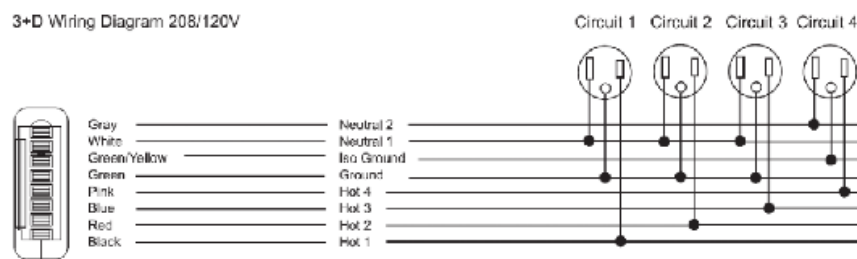 3+D Wiring Diagram 208/120V
Circuit 1 Circuit 2 Circuit 3 Circuit 4
Gray Neutral 2
White Neutral 1
Green/Yellow Iso Ground
Green Ground
Pink Hot 4
Blue Hot 3
Red Hot 2
Black Hot 1